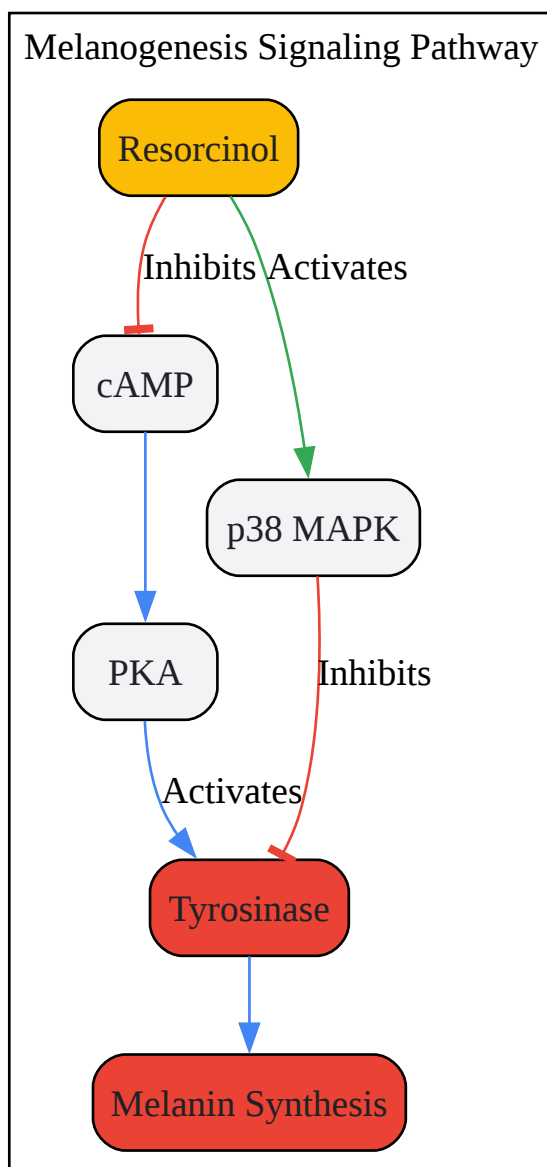 Melanogenesis Signaling Pathway
Resorcinol
Inhibits Activates
cAMP
p38 MAPK
PKA
Inhibits
Activates
Tyrosinase
Melanin Synthesis